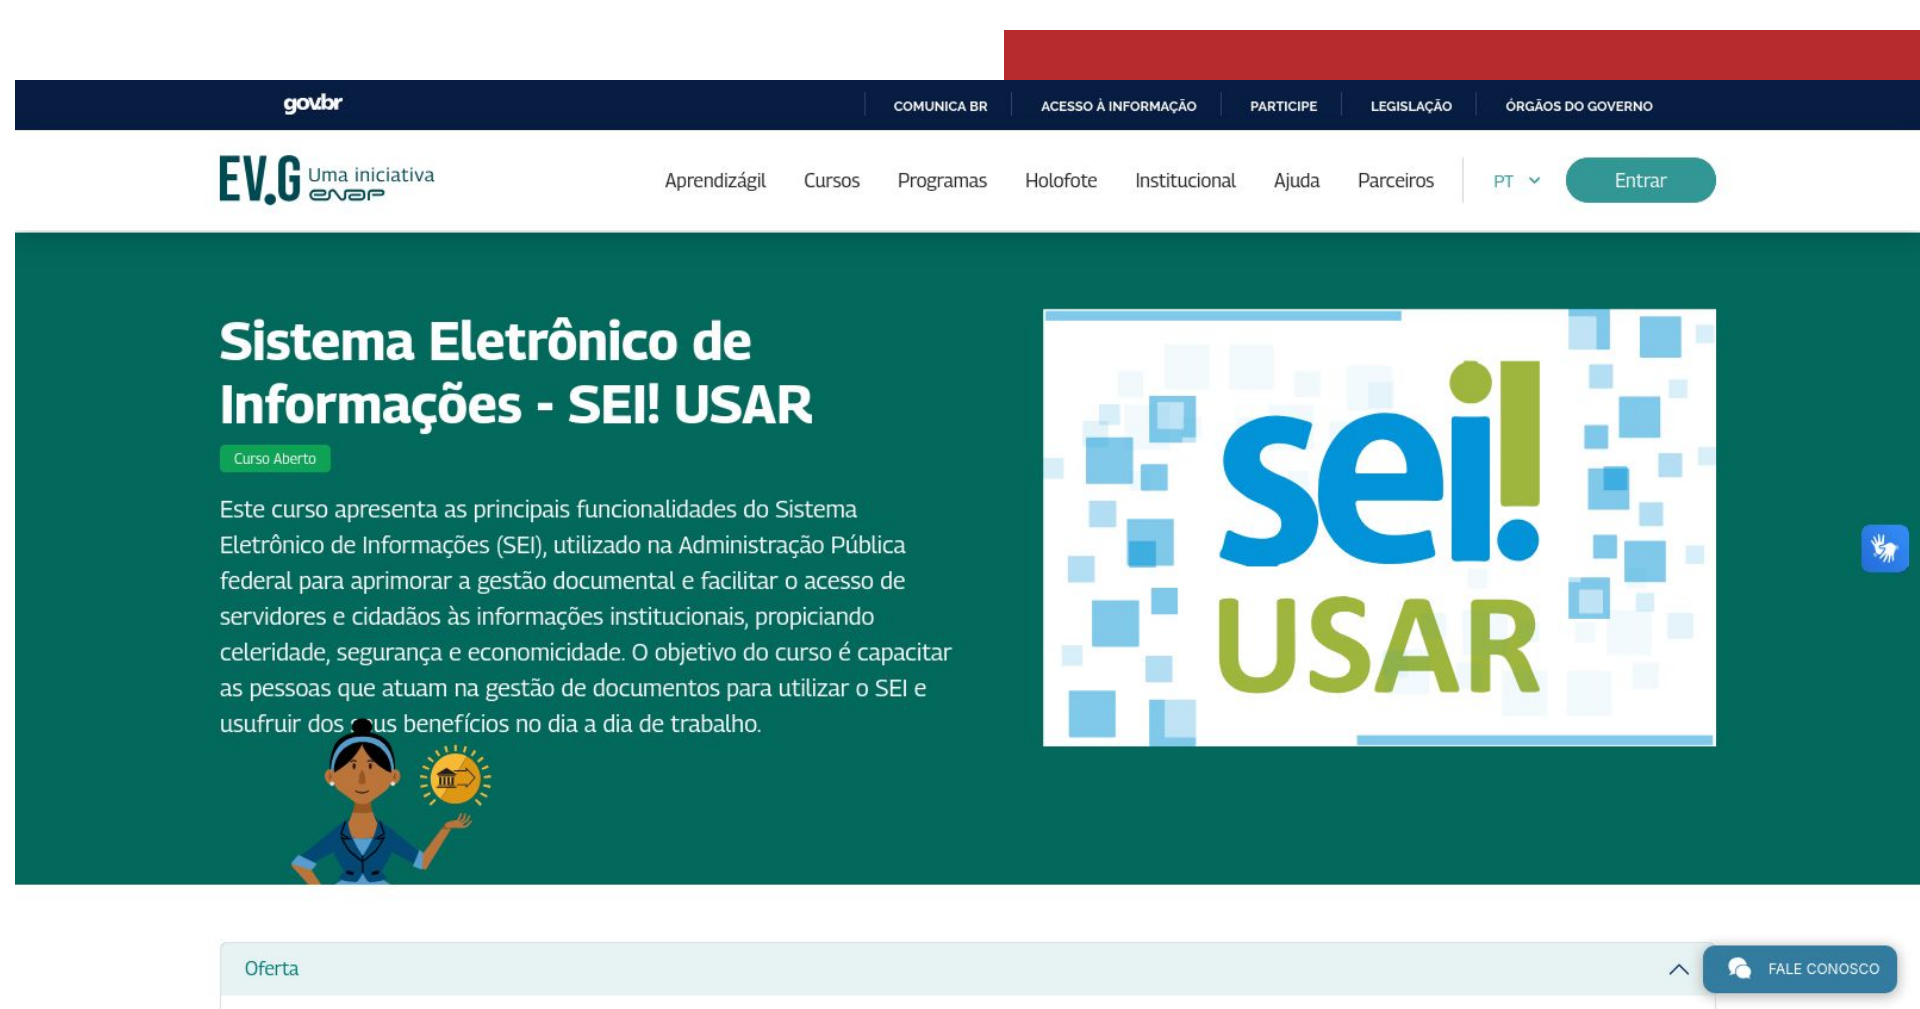 gov.br
COMUNICA BR
ACESSO À INFORMAÇÃO
PARTICIPE
LEGISLAÇÃO
ÓRGÃOS DO GOVERNO
EV.G Uma iniciativa
enap
Aprendizágil
Cursos
Programas
Holofote
Institucional
Ajuda
Parceiros
PT
Entrar
Sistema Eletrônico de
Informações - SEI! USAR
Curso Aberto
Este curso apresenta as principais funcionalidades do Sistema
Eletrônico de Informações (SEI), utilizado na Administração Pública
federal para aprimorar a gestão documental e facilitar o acesso de
servidores e cidadãos às informações institucionais, propiciando
celeridade, segurança e economicidade. O objetivo do curso é capacitar
as pessoas que atuam na gestão de documentos para utilizar o SEI e
usufruir dos seus benefícios no dia a dia de trabalho.
sei!
USAR
Oferta
FALE CONOSCO